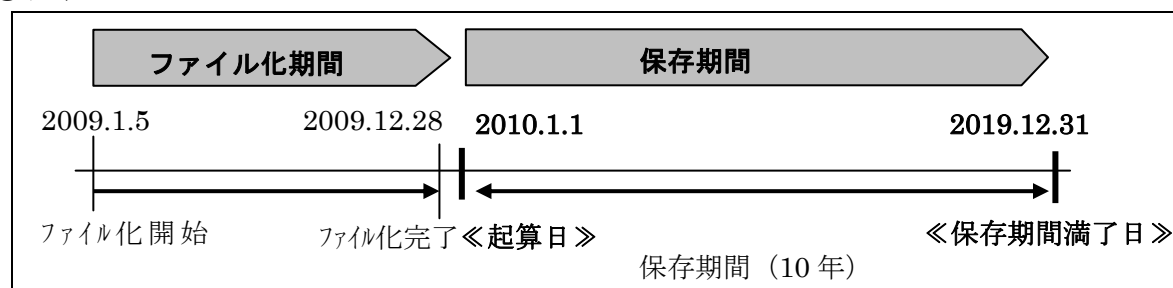 ファイル化期間 保存期間
2009.1.5 2009.12.28 2010.1.1 2019.12.31
ファイル化開始 ファイル化完了 ≪起算日≫ ≪保存期間満了日≫
保存期間（10 年）